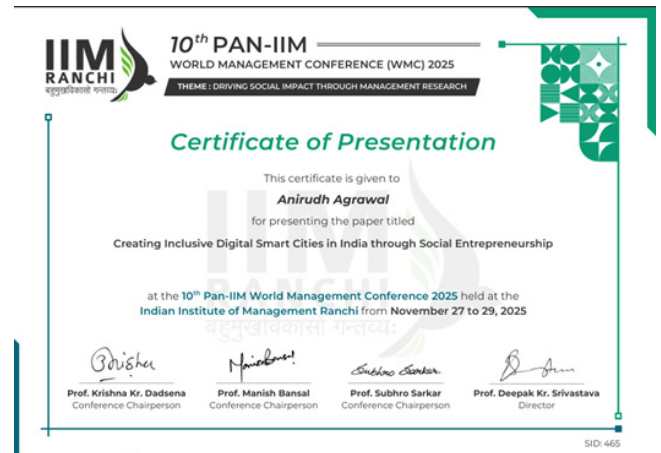 IIM
RANCHI
बहुमुखविकासो गन्तव्यः
10th PAN-IIM
WORLD MANAGEMENT CONFERENCE (WMC) 2025
THEME : DRIVING SOCIAL IMPACT THROUGH MANAGEMENT RESEARCH
Certificate of Presentation
This certificate is given to
Anirudh Agrawal
for presenting the paper titled
Creating Inclusive Digital Smart Cities in India through Social Entrepreneurship
at the 10th Pan-IIM World Management Conference 2025 held at the
Indian Institute of Management Ranchi from November 27 to 29, 2025
Prof. Krishna Kr. Dadsena
Conference Chairperson
Prof. Manish Bansal
Conference Chairperson
Prof. Subhro Sarkar
Conference Chairperson
Prof. Deepak Kr. Srivastava
Director
SID: 465